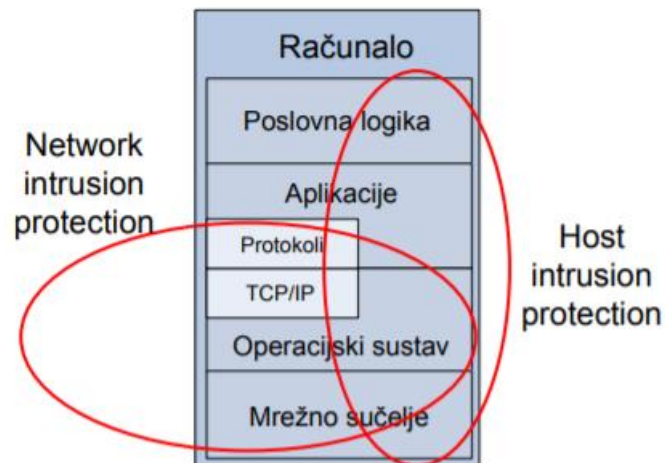 Računalo
Poslovna logika
Network
intrusion
protection
Aplikacije
Protokoli
TCP/IP
Host
intrusion
protection
Operacijski sustav
Mrežno sučelje